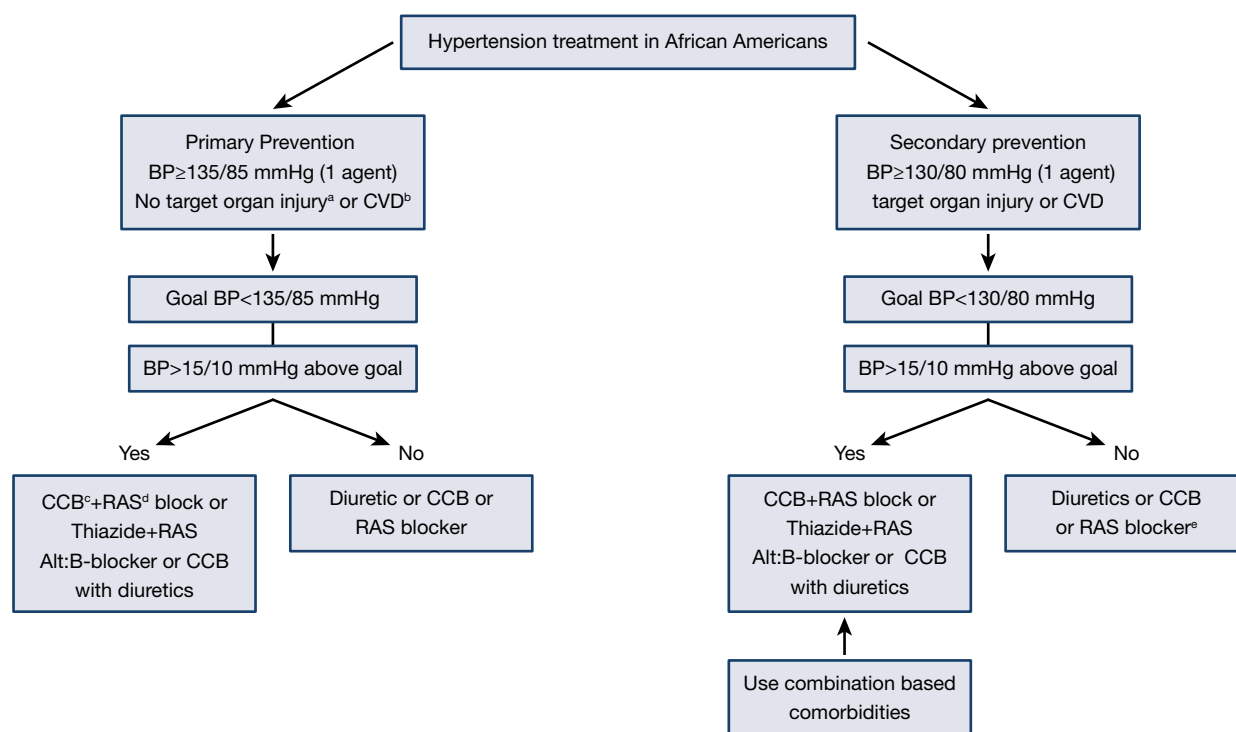 Hypertension treatment in African Americans
Primary Prevention
BP≥135/85 mmHg (1 agent)
No target organ injuryᵃ or CVDᵇ
Secondary prevention
BP≥130/80 mmHg (1 agent)
target organ injury or CVD
Goal BP<135/85 mmHg
Goal BP<130/80 mmHg
BP>15/10 mmHg above goal
BP>15/10 mmHg above goal
Yes
No
Yes
No
CCBᶜ+RASᵈ block or
Thiazide+RAS
Alt:B-blocker or CCB
with diuretics
Diuretic or CCB or
RAS blocker
CCB+RAS block or
Thiazide+RAS
Alt:B-blocker or CCB
with diuretics
Diuretics or CCB
or RAS blockerᵉ
Use combination based
comorbidities